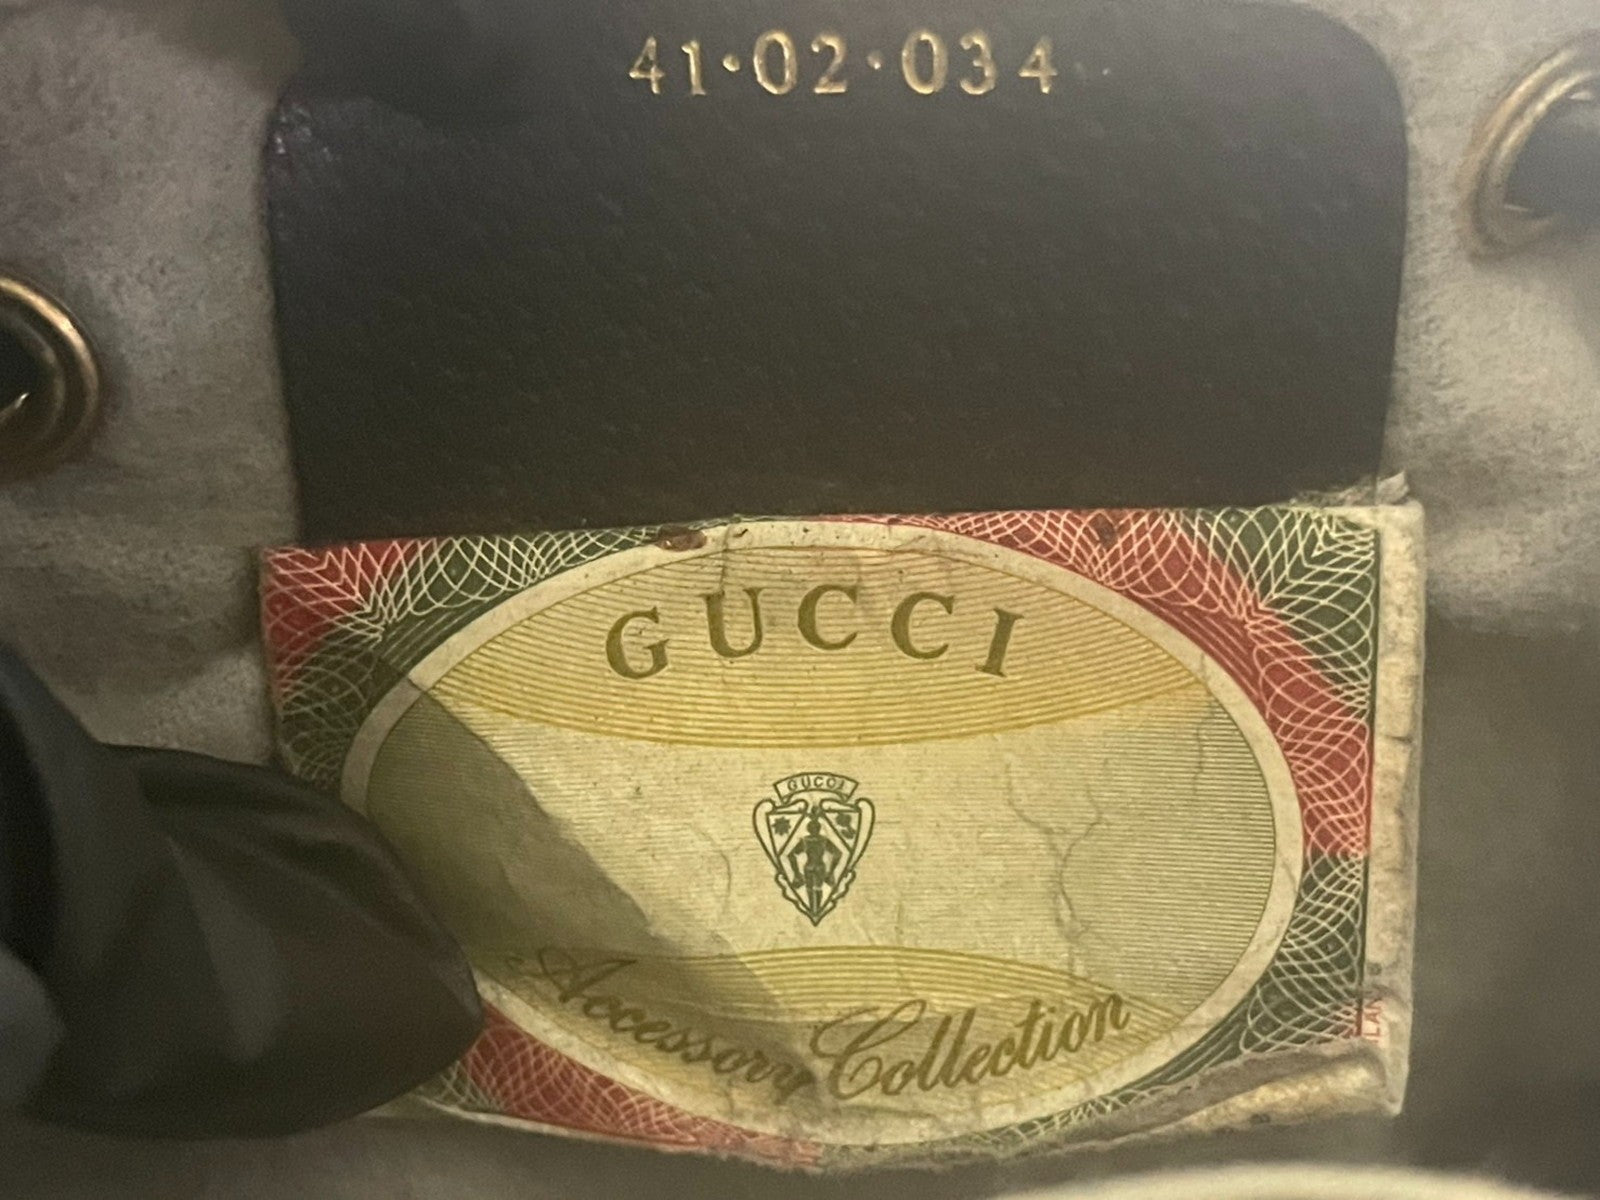 41·02·034
GUCCI
GUCCI
Accessory Collection